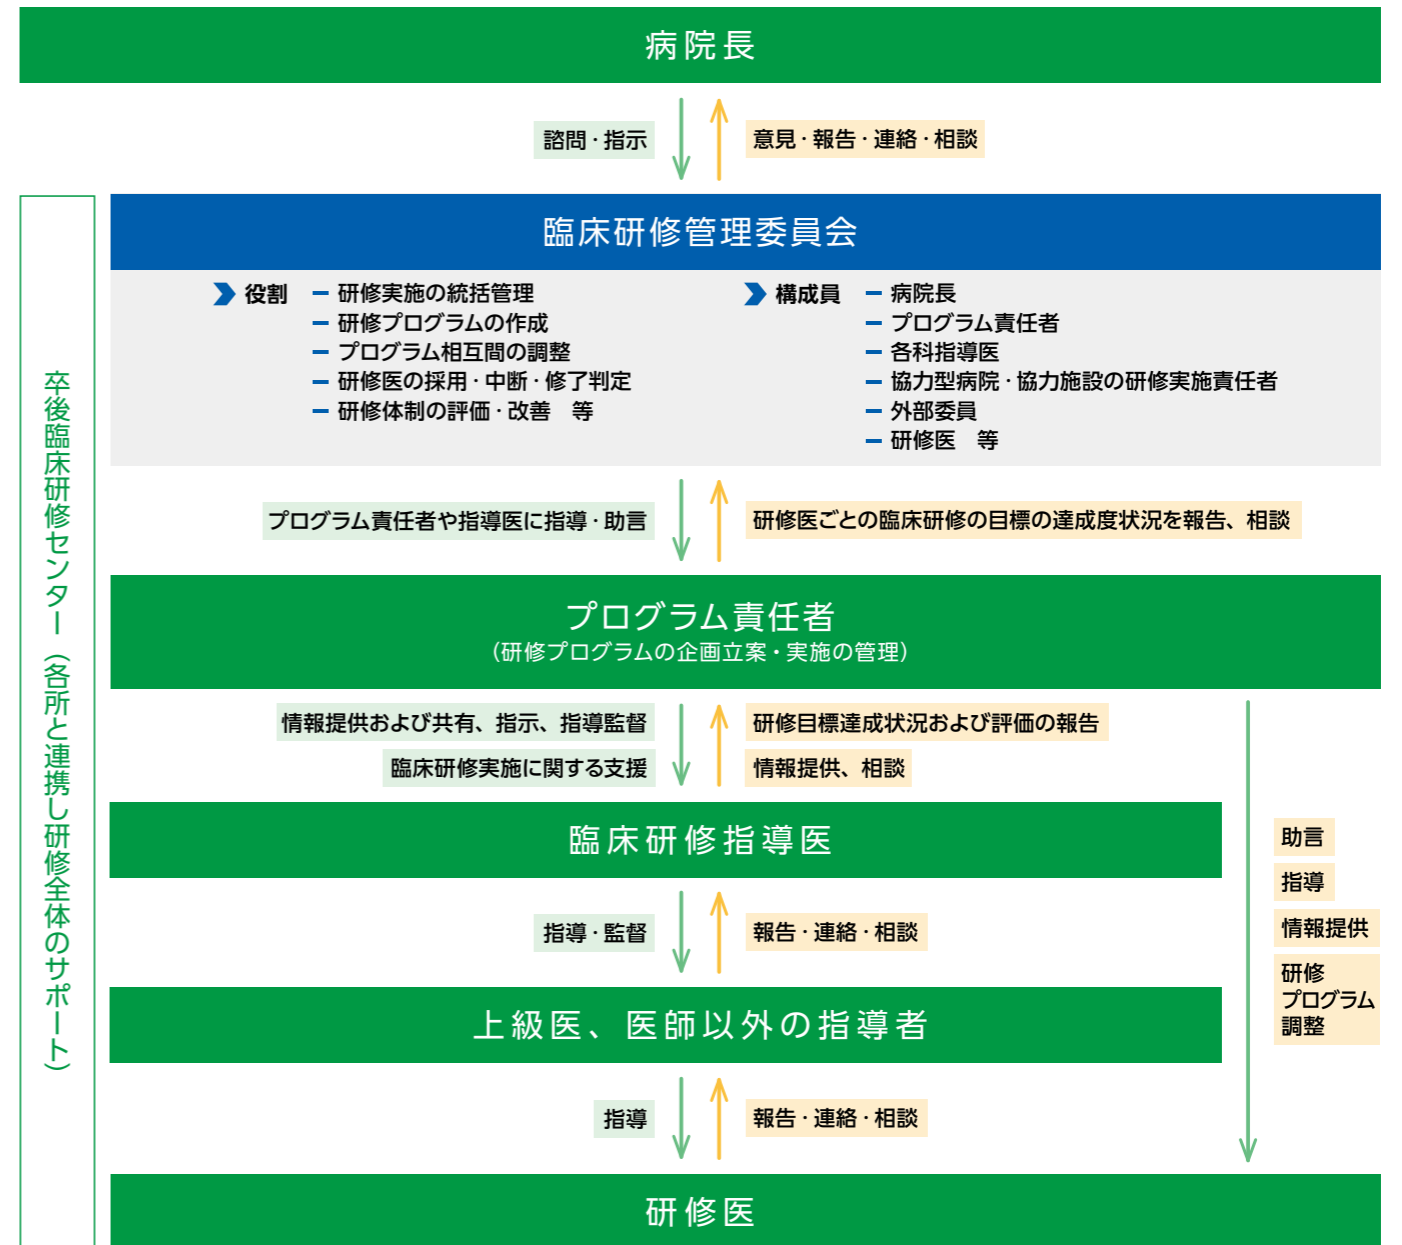 病院長
諮問・指示
意見・報告・連絡・相談
臨床研修管理委員会
役割
研修実施の統括管理
研修プログラムの作成
プログラム相互間の調整
研修医の採用・中断・修了判定
研修体制の評価・改善　等
構成員
病院長
プログラム責任者
各科指導医
協力型病院・協力施設の研修実施責任者
外部委員
研修医　等
プログラム責任者や指導医に指導・助言
研修医ごとの臨床研修の目標の達成度状況を報告、相談
プログラム責任者
（研修プログラムの企画立案・実施の管理）
情報提供および共有、指示、指導監督
臨床研修実施に関する支援
研修目標達成状況および評価の報告
情報提供、相談
臨床研修指導医
指導・監督
報告・連絡・相談
上級医、医師以外の指導者
指導
報告・連絡・相談
助言
指導
情報提供
研修
プログラム
調整
研修医
卒後臨床研修センター（各所と連携し研修全体のサポート）